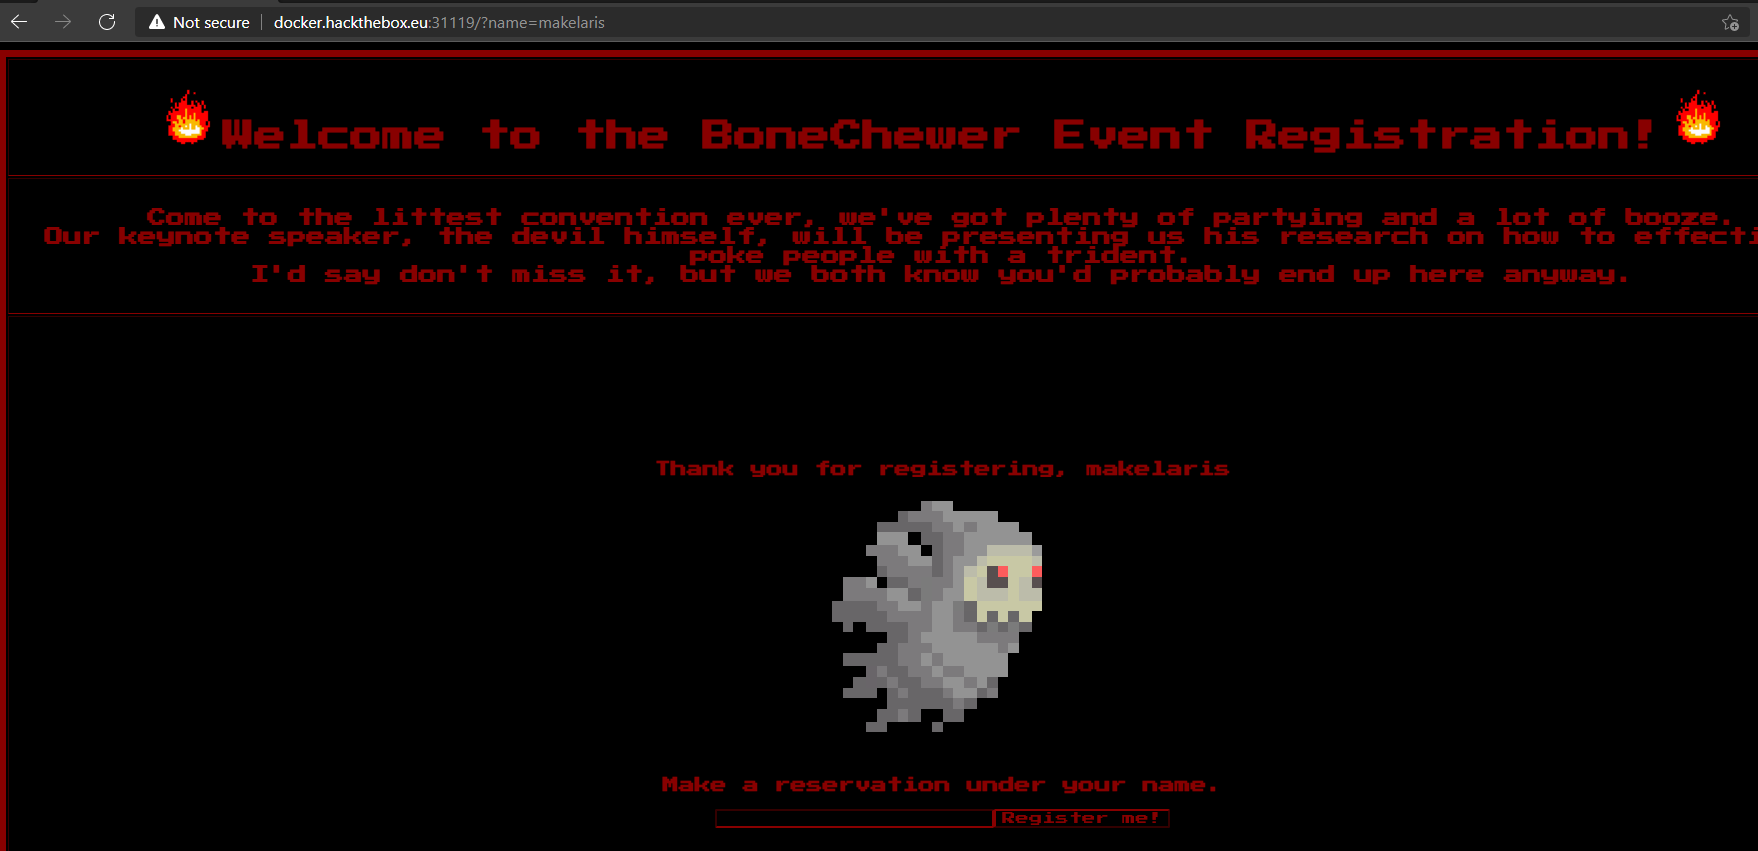 Not secure | docker.hackthebox.eu:31119/?name=makelaris
Welcome to the BoneChewer Event Registration!
Come to the littest convention ever, we've got plenty of partying and a lot of booze.
Our keynote speaker, the devil himself, will be presenting us his research on how to effecti
poke people with a trident.
I'd say don't miss it, but we both know you'd probably end up here anyway.
Thank you for registering, makelaris
Make a reservation under your name.
Register me!